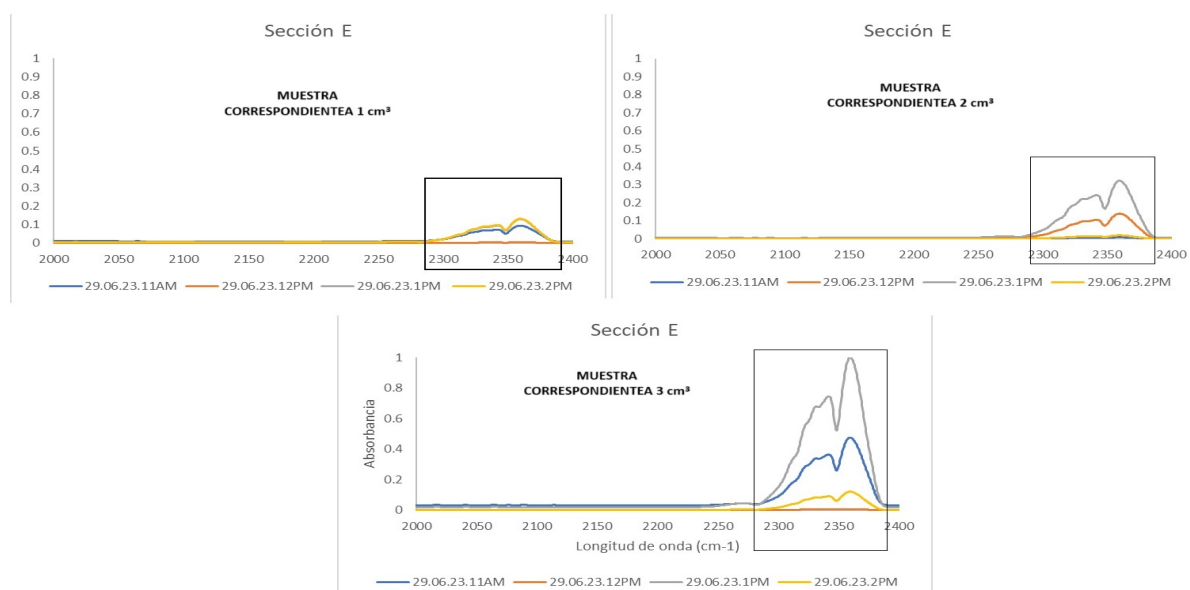 Sección E
1
0.9
0.8
0.7
0.6
0.5
0.4
0.3
0.2
0.1
0
MUESTRA
CORRESPONDIENTEA 1 cm³
2000 2050 2100 2150 2200 2250 2300 2350 2400
29.06.23.11AM 29.06.23.12PM 29.06.23.1PM 29.06.23.2PM
Sección E
1
0.9
0.8
0.7
0.6
0.5
0.4
0.3
0.2
0.1
0
MUESTRA
CORRESPONDIENTEA 2 cm³
2000 2050 2100 2150 2200 2250 2300 2350 2400
29.06.23.11AM 29.06.23.12PM 29.06.23.1PM 29.06.23.2PM
Sección E
Absorbancia
1
0.8
0.6
0.4
0.2
0
MUESTRA
CORRESPONDIENTEA 3 cm³
2000 2050 2100 2150 2200 2250 2300 2350 2400
Longitud de onda (cm-1)
29.06.23.11AM 29.06.23.12PM 29.06.23.1PM 29.06.23.2PM